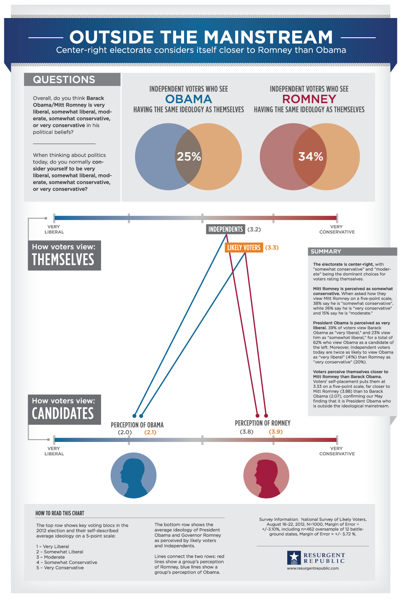 OUTSIDE THE MAINSTREAM
Center-right electorate considers itself closer to Romney than Obama
QUESTIONS
Overall, do you think Barack
Obama/Mitt Romney is very
liberal, somewhat liberal, mod-
erate, somewhat conservative,
or very conservative in his
political beliefs?
When thinking about politics
today, do you normally con-
sider yourself to be very
liberal, somewhat liberal, mod-
erate, somewhat conservative,
or very conservative?
INDEPENDENT VOTERS WHO SEE
OBAMA
HAVING THE SAME IDEOLOGY AS THEMSELVES
25%
INDEPENDENT VOTERS WHO SEE
ROMNEY
HAVING THE SAME IDEOLOGY AS THEMSELVES
34%
VERY
LIBERAL
VERY
CONSERVATIVE
How voters view:
THEMSELVES
INDEPENDENTS (3.2)
LIKELY VOTERS (3.3)
SUMMARY
The electorate is center-right, with
"somewhat conservative" and "moder-
ate" being the dominant choices for
voters rating themselves.
Mitt Romney is perceived as somewhat
conservative. When asked how they
view Mitt Romney on a five-point scale,
38% say he is "somewhat conservative",
while 26% say he is "very conservative"
and 15% say he is "moderate."
President Obama is perceived as very
liberal. 39% of voters view Barack
Obama as "very liberal," and 23% view
him as "somewhat liberal," for a total of
62% who view Obama as a candidate of
the left. Moreover, Independent voters
today are twice as likely to view Obama
as "very liberal" (41%) than Romney as
"very conservative" (20%).
Voters perceive themselves closer to
Mitt Romney than Barack Obama.
Voters' self-placement puts them at
3.33 on a five-point scale, far closer to
Mitt Romney (3.86) than to Barack
Obama (2.07), confirming our May
finding that it is President Obama who
is outside the ideological mainstream.
How voters view:
CANDIDATES
PERCEPTION OF OBAMA
(2.0) (2.1)
PERCEPTION OF ROMNEY
(3.8) (3.9)
VERY
LIBERAL
VERY
CONSERVATIVE
HOW TO READ THIS CHART
The top row shows key voting blocs in the
2012 election and their self-described
average ideology on a 5-point scale:
1 – Very Liberal
2 – Somewhat Liberal
3 – Moderate
4 – Somewhat Conservative
5 – Very Conservative
The bottom row shows the
average ideology of President
Obama and Governor Romney
as perceived by likely voters
and Independents.
Lines connect the two rows: red
lines show a group's perception
of Romney, blue lines show a
group's perception of Obama.
Survey Information: National Survey of Likely Voters,
August 16-22, 2012. N=1000, Margin of Error =
+/-3.10%, including n=462 oversample of 12 battle-
ground states, Margin of Error = +/- 5.72 %.
RESURGENT
REPUBLIC
www.resurgentrepublic.com